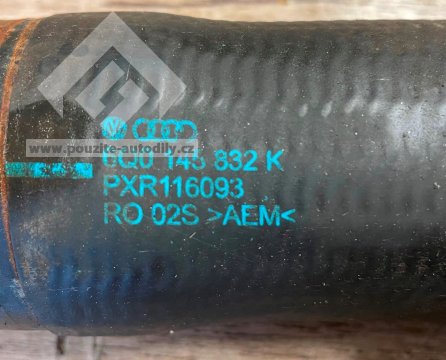 www.pouzite-autodily.cz
6Q0 145 832 K
PXR116093
RO 02S >AEM<